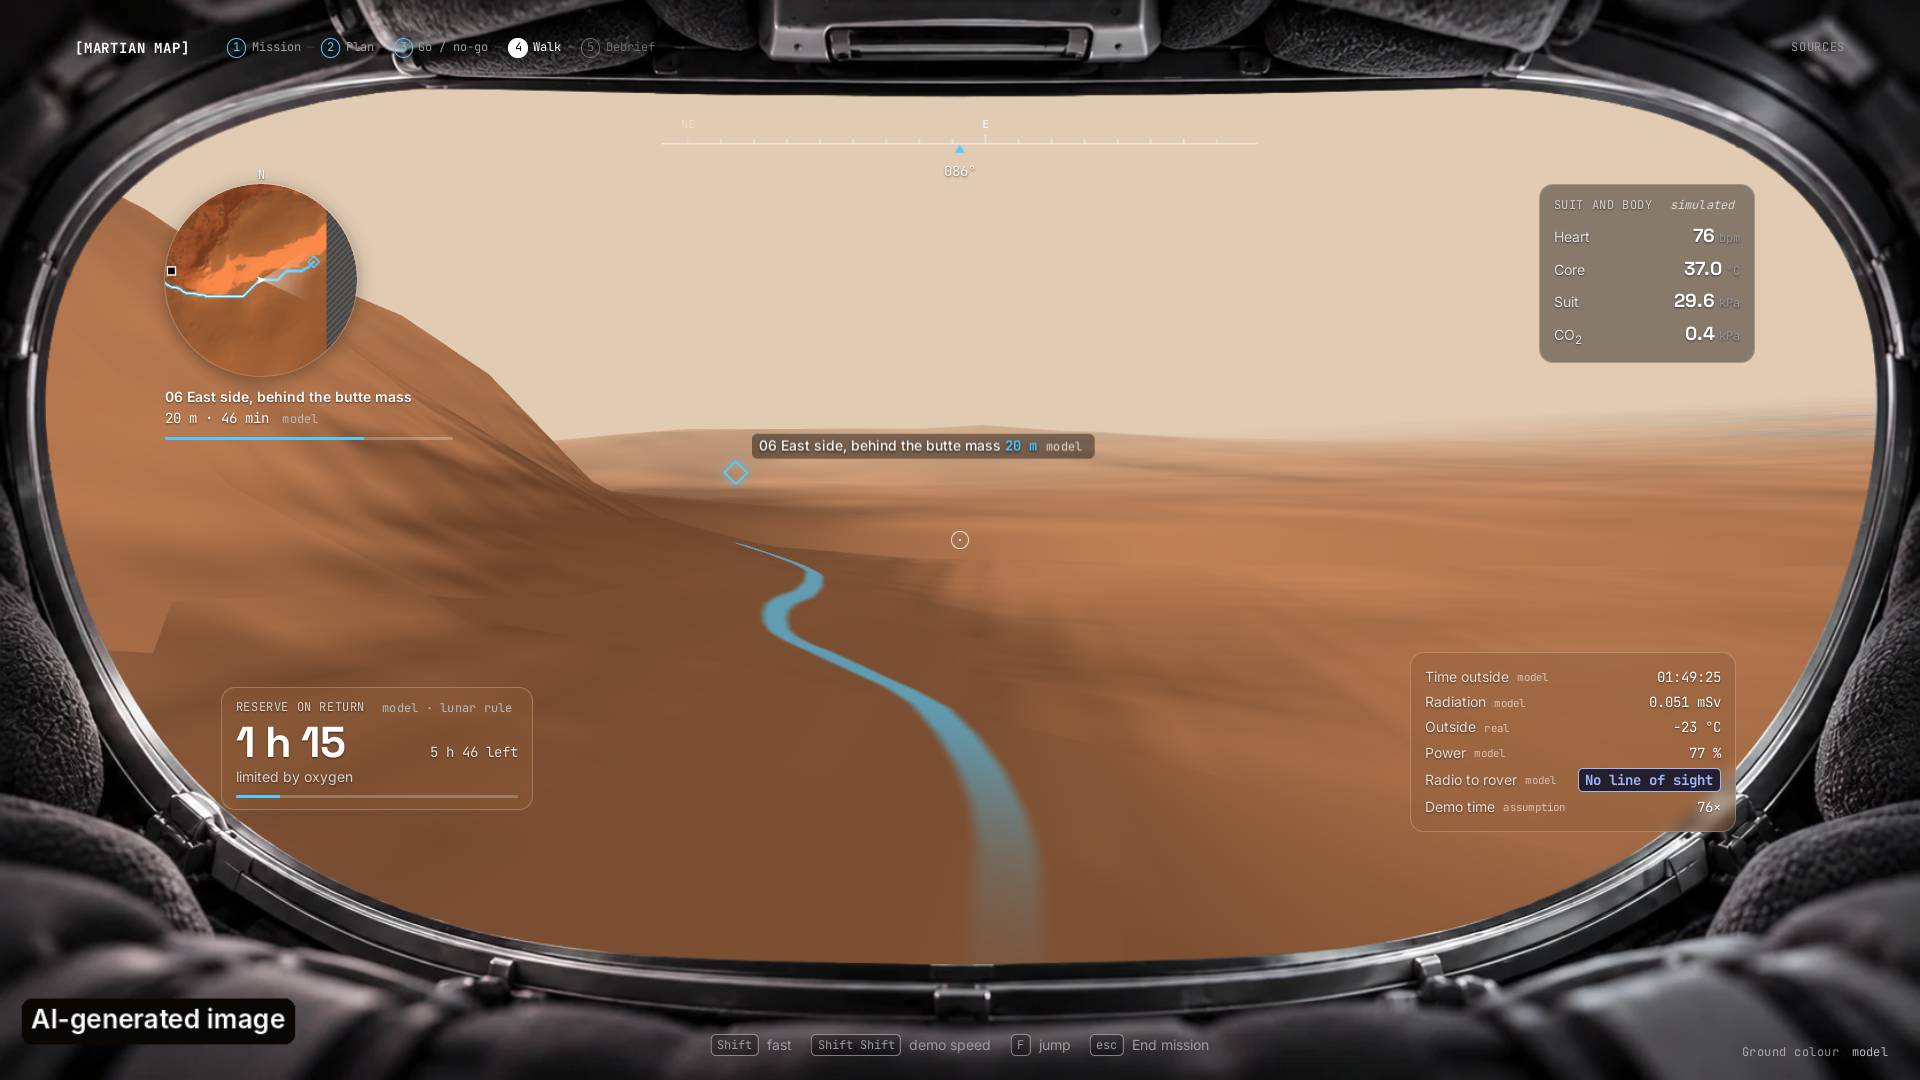 [MARTIAN MAP]
1 Mission — 2 Plan — 3 Go / no-go — 4 Walk — 5 Debrief
SOURCES
NE E
086°
N
06 East side, behind the butte mass
20 m · 46 min model
06 East side, behind the butte mass 20 m model
SUIT AND BODY simulated
Heart 76 bpm
Core 37.0 °C
Suit 29.6 kPa
CO2 0.4 kPa
RESERVE ON RETURN model · lunar rule
1 h 15 5 h 46 left
limited by oxygen
Time outside model 01:49:25
Radiation model 0.051 mSv
Outside real -23 °C
Power model 77 %
Radio to rover model No line of sight
Demo time assumption 76×
AI-generated image
Shift fast Shift Shift demo speed F jump esc End mission
Ground colour model